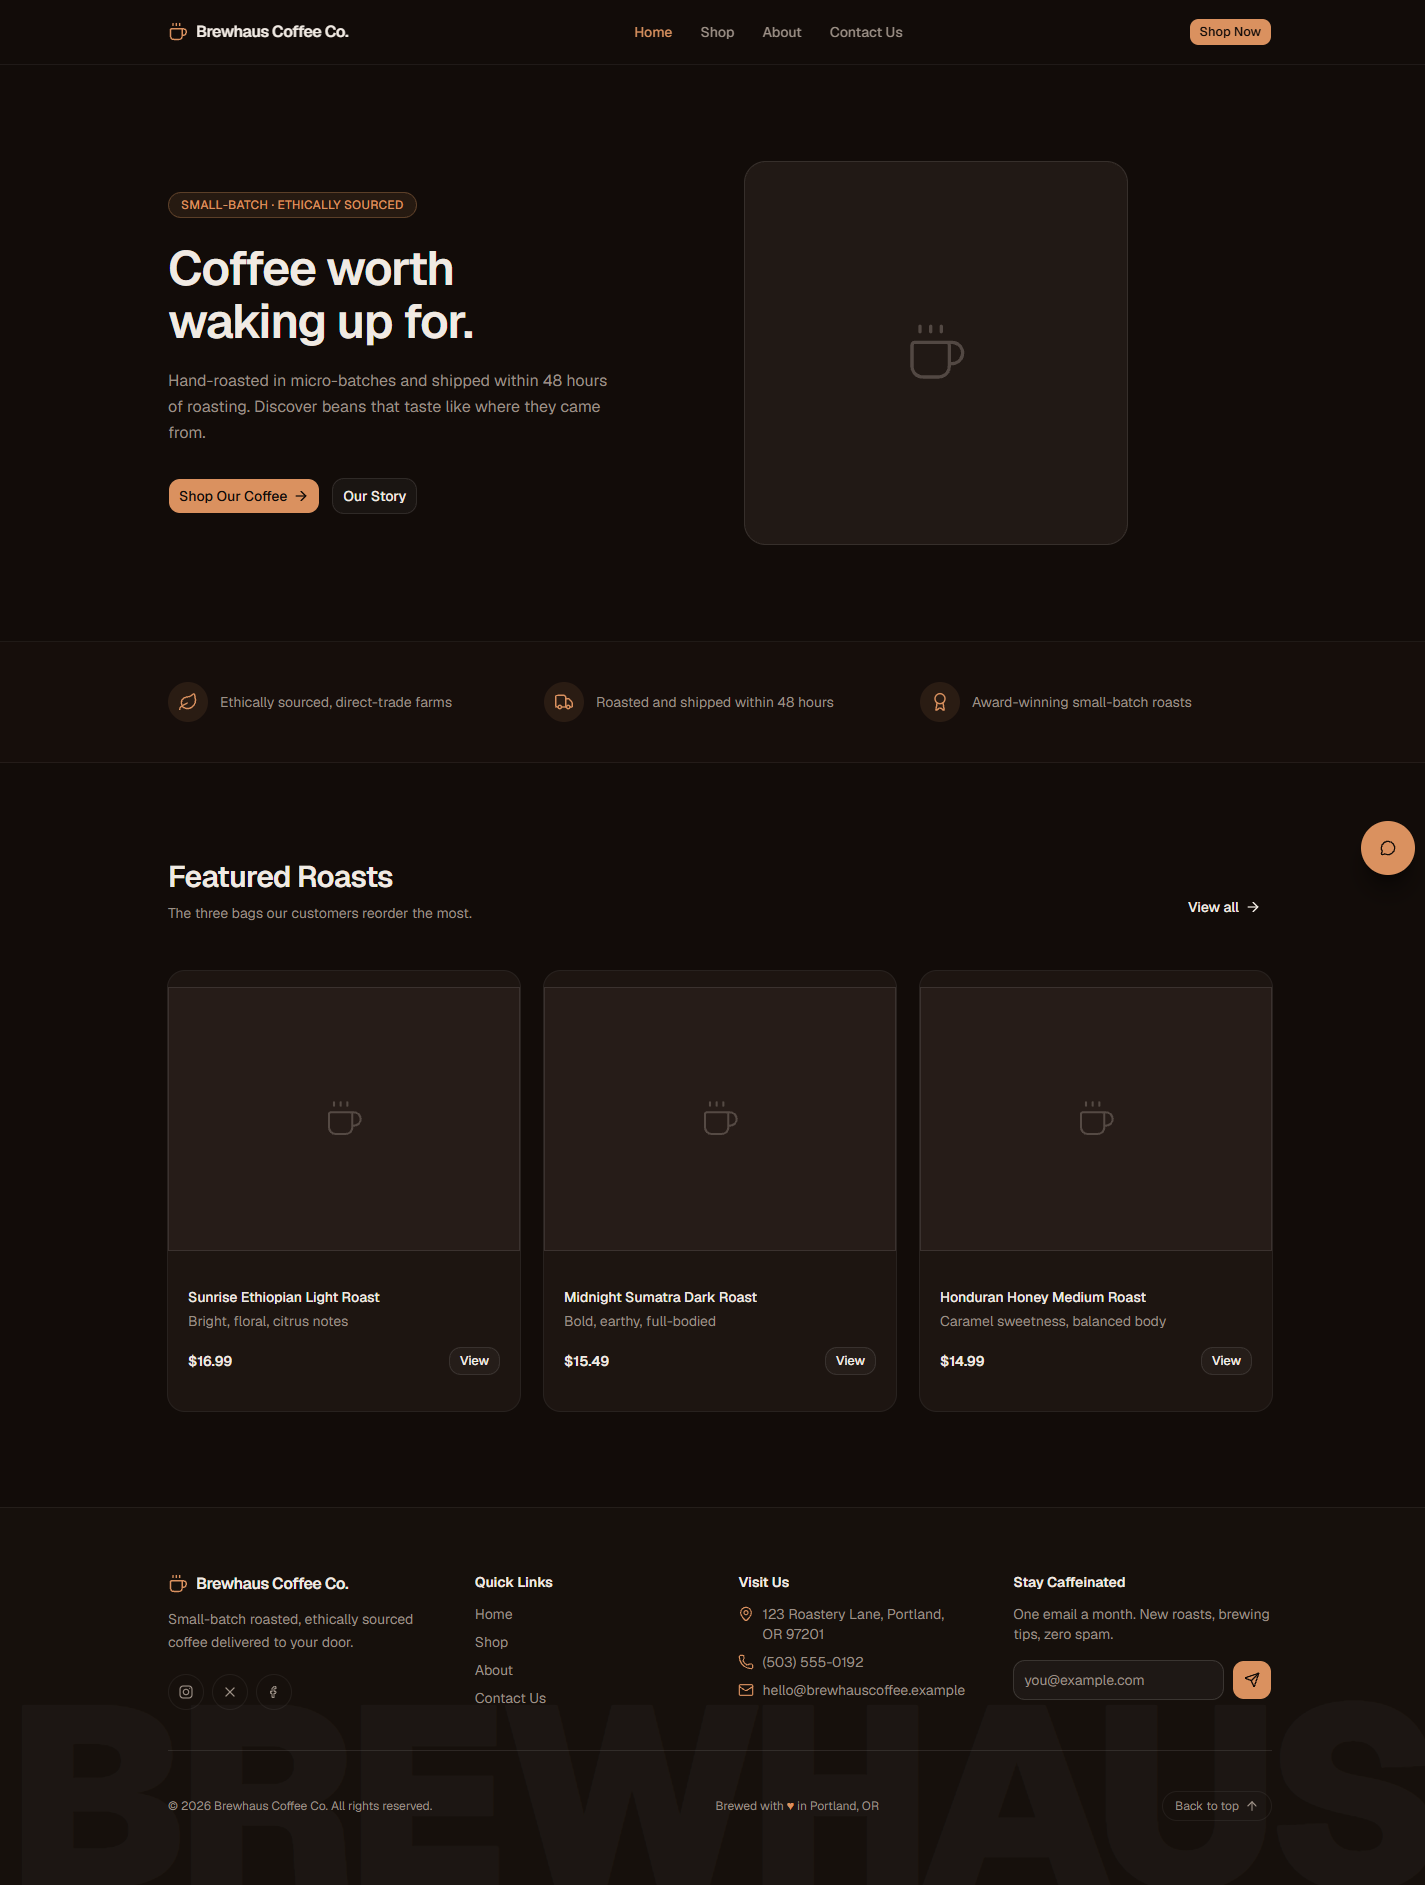 Brewhaus Coffee Co.
Home
Shop
About
Contact Us
Shop Now
SMALL-BATCH · ETHICALLY SOURCED
Coffee worth
waking up for.
Hand-roasted in micro-batches and shipped within 48 hours
of roasting. Discover beans that taste like where they came
from.
Shop Our Coffee →
Our Story
Ethically sourced, direct-trade farms
Roasted and shipped within 48 hours
Award-winning small-batch roasts
Featured Roasts
The three bags our customers reorder the most.
View all →
Sunrise Ethiopian Light Roast
Bright, floral, citrus notes
$16.99
View
Midnight Sumatra Dark Roast
Bold, earthy, full-bodied
$15.49
View
Honduran Honey Medium Roast
Caramel sweetness, balanced body
$14.99
View
Brewhaus Coffee Co.
Small-batch roasted, ethically sourced
coffee delivered to your door.
Quick Links
Home
Shop
About
Contact Us
Visit Us
123 Roastery Lane, Portland,
OR 97201
(503) 555-0192
hello@brewhauscoffee.example
Stay Caffeinated
One email a month. New roasts, brewing
tips, zero spam.
you@example.com
BREWHAUS
© 2026 Brewhaus Coffee Co. All rights reserved.
Brewed with ♥ in Portland, OR
Back to top ↑